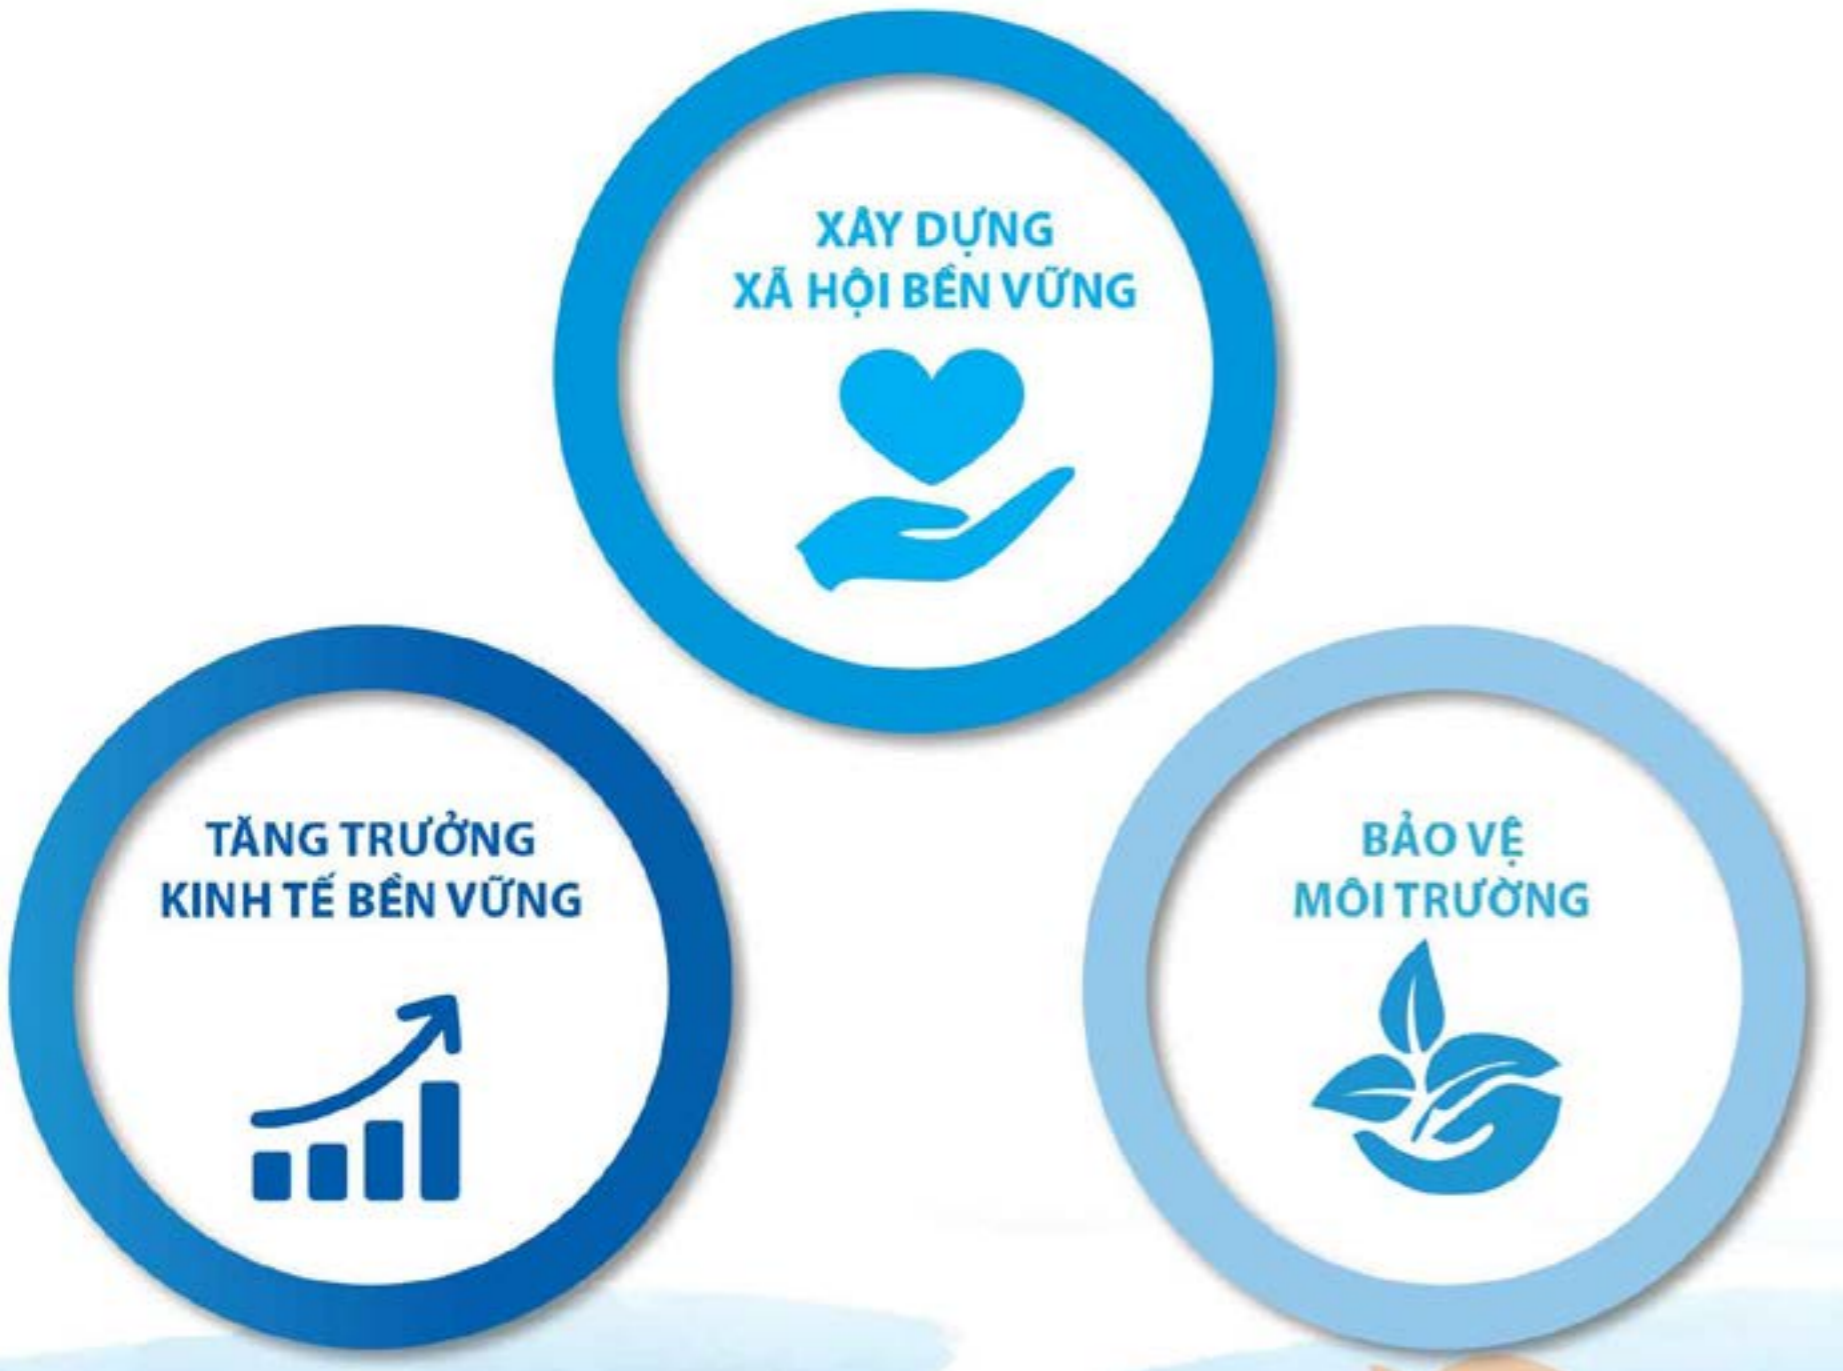 XÂY DỰNG
XÃ HỘI BỀN VỮNG
TĂNG TRƯỞNG
KINH TẾ BỀN VỮNG
BẢO VỆ
MÔI TRƯỜNG